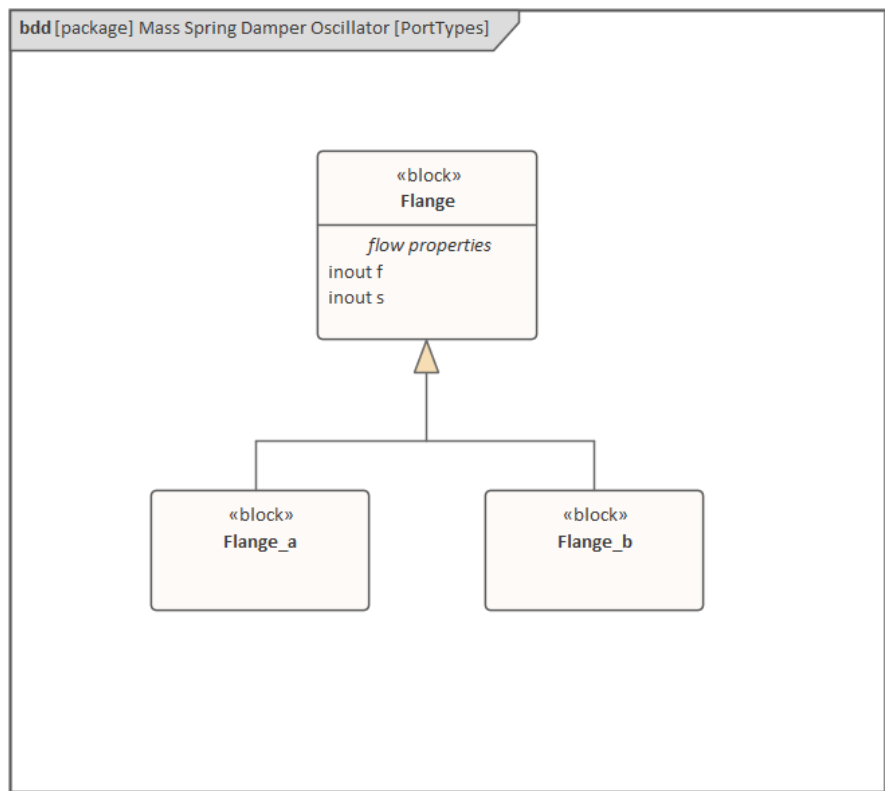 bdd [package] Mass Spring Damper Oscillator [PortTypes]
«block»
Flange
flow properties
inout f
inout s
«block»
Flange_a
«block»
Flange_b